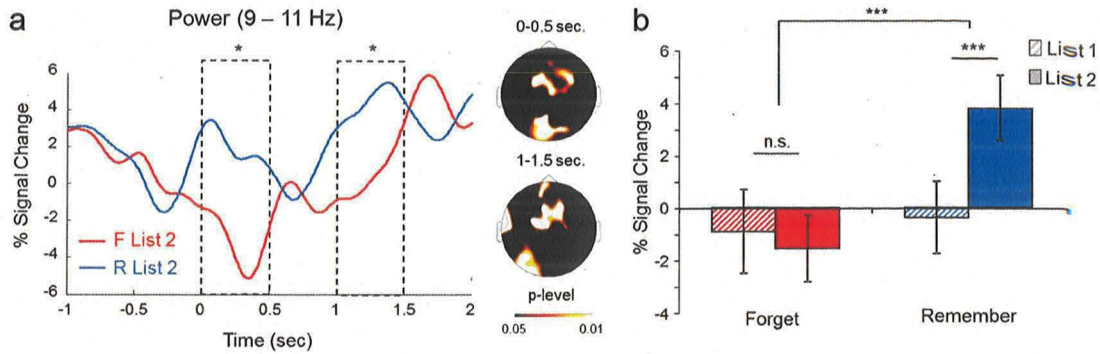 a
Power (9 – 11 Hz)
*
*
6
4
2
0
-2
-4
-6
% Signal Change
F List 2
R List 2
-1
-0.5
0
0.5
1
1.5
2
Time (sec)
0-0.5 sec.
1-1.5 sec.
p-level
0.05
0.01
b
***
***
n.s.
List 1
List 2
6
4
2
0
-2
-4
% Signal Change
Forget
Remember